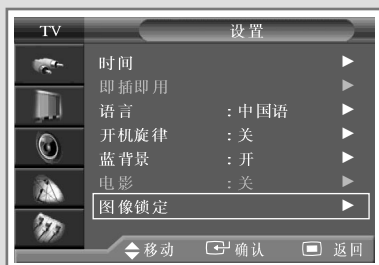 TV 设置
时间
即插即用
语言 : 中国语
开机旋律 : 关
蓝背景 : 开
电影 : 关
图像锁定
移动 确认 返回